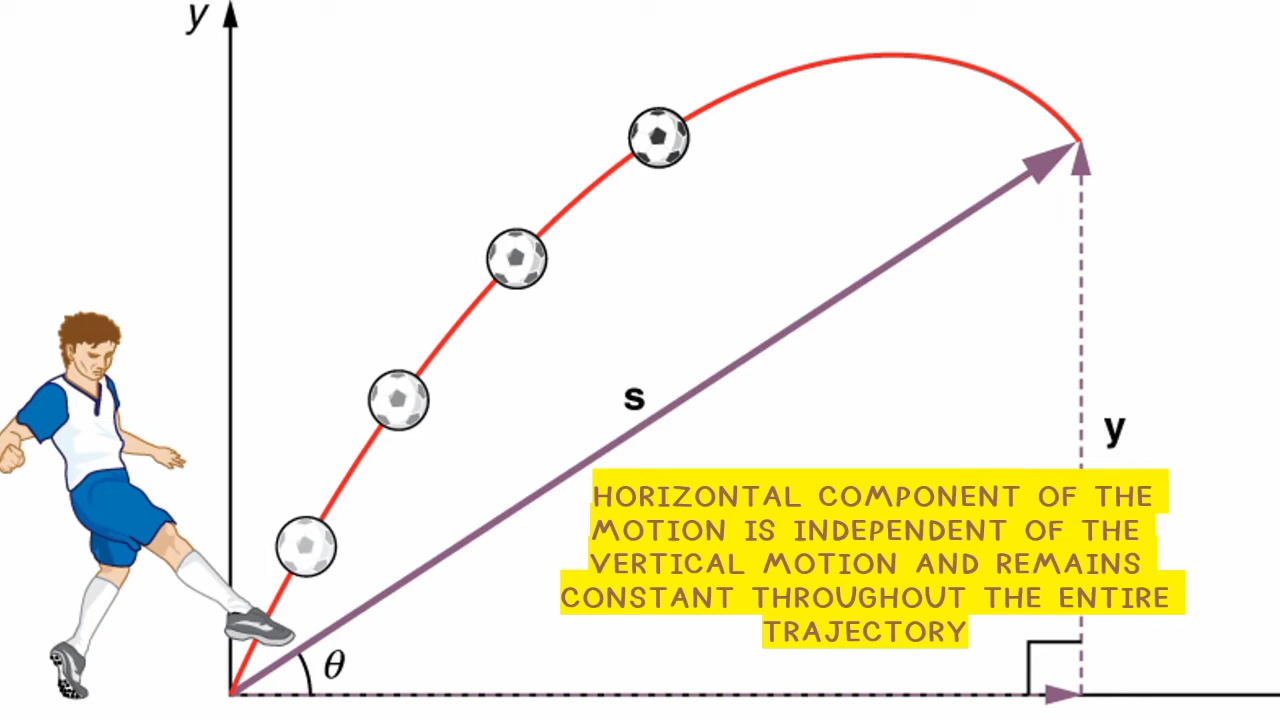 y
s
y
HORIZONTAL COMPONENT OF THE
MOTION IS INDEPENDENT OF THE
VERTICAL MOTION AND REMAINS
CONSTANT THROUGHOUT THE ENTIRE
TRAJECTORY
θ